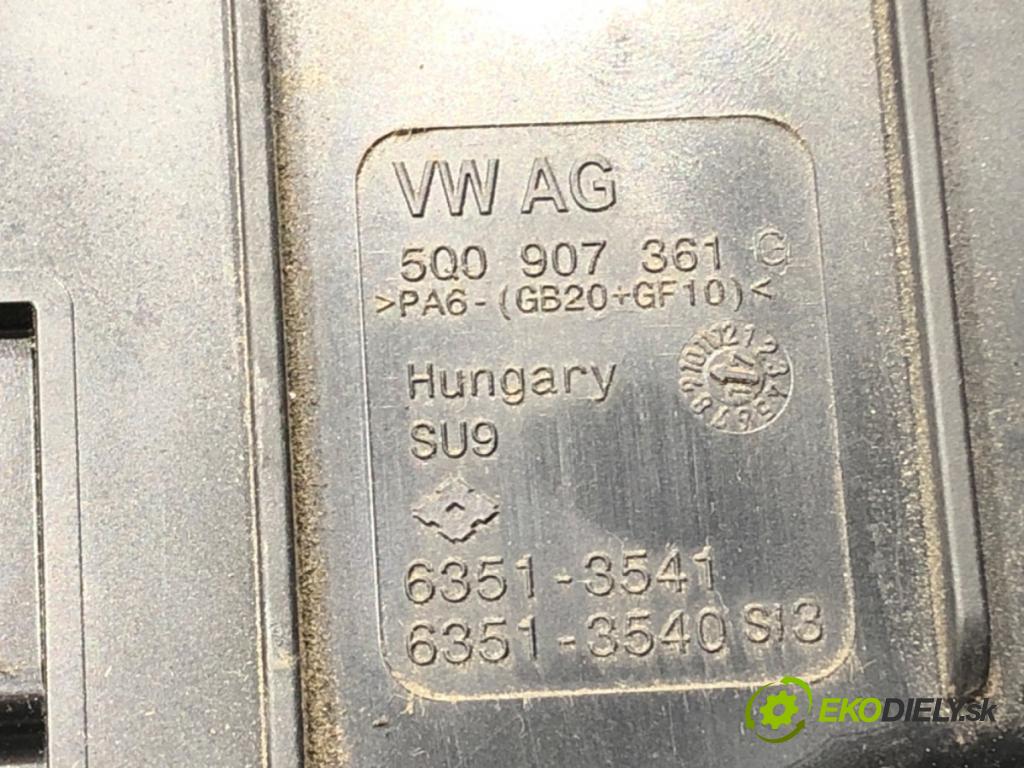 VW AG
5Q0 907 361 G
>PA6-(GB20+GF10)<
Hungary
SU9
6351-3541
6351-3540 SI3
EKODIELY.sk